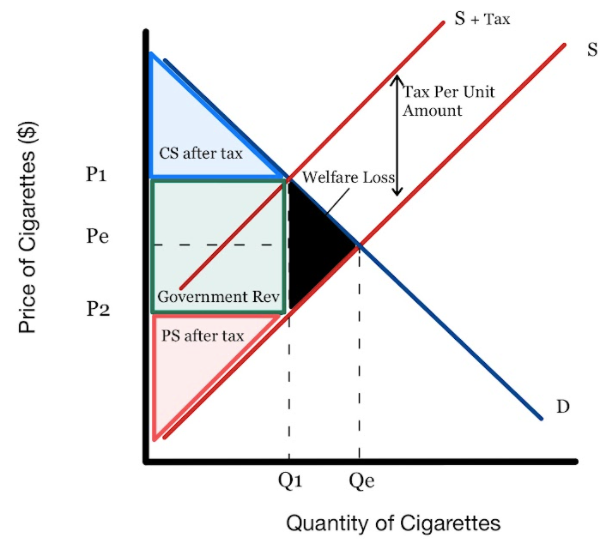 S + Tax
S
Tax Per Unit
Amount
CS after tax
Welfare Loss
P1
Pe
Government Rev
P2
PS after tax
D
Q1 Qe
Price of Cigarettes ($)
Quantity of Cigarettes